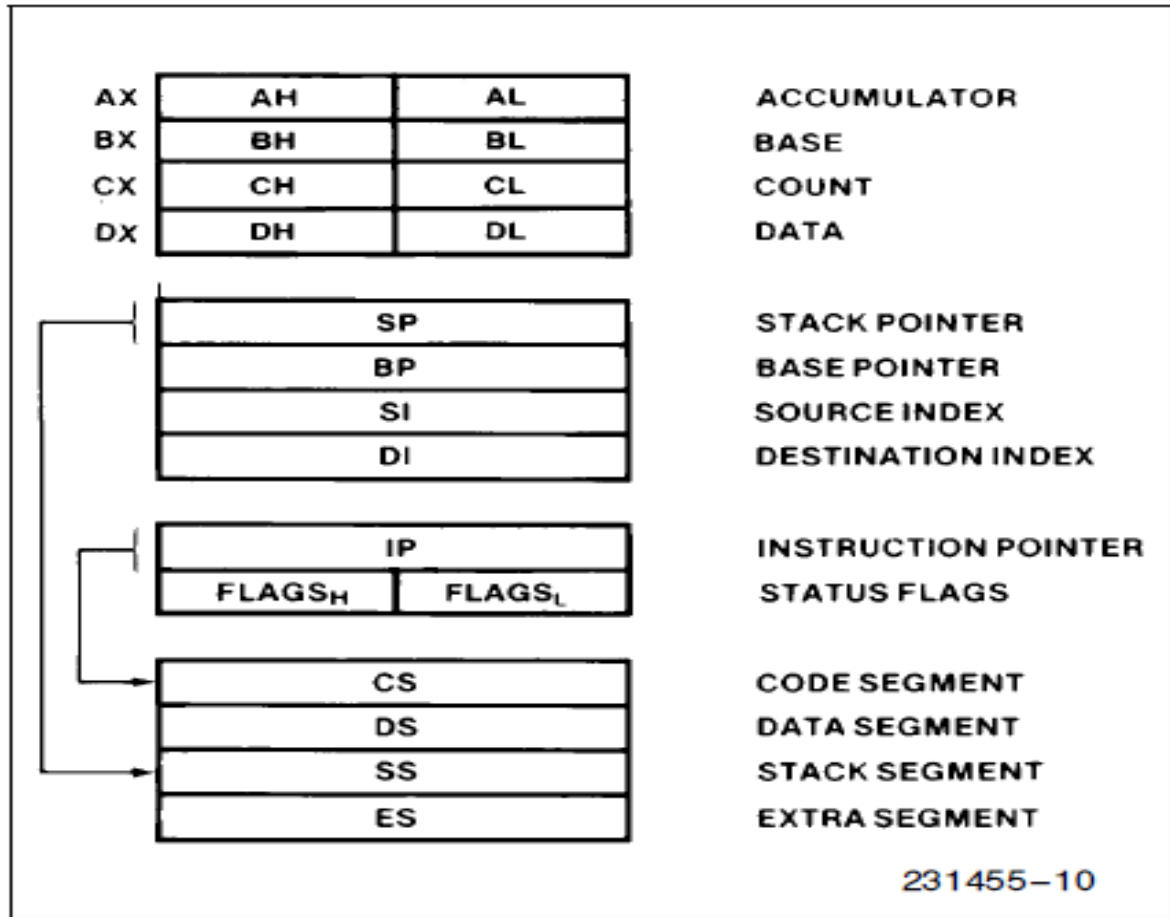 AX AH AL ACCUMULATOR
BX BH BL BASE
CX CH CL COUNT
DX DH DL DATA
SP STACK POINTER
BP BASE POINTER
SI SOURCE INDEX
DI DESTINATION INDEX
IP INSTRUCTION POINTER
FLAGSH FLAGSL STATUS FLAGS
CS CODE SEGMENT
DS DATA SEGMENT
SS STACK SEGMENT
ES EXTRA SEGMENT
231455–10